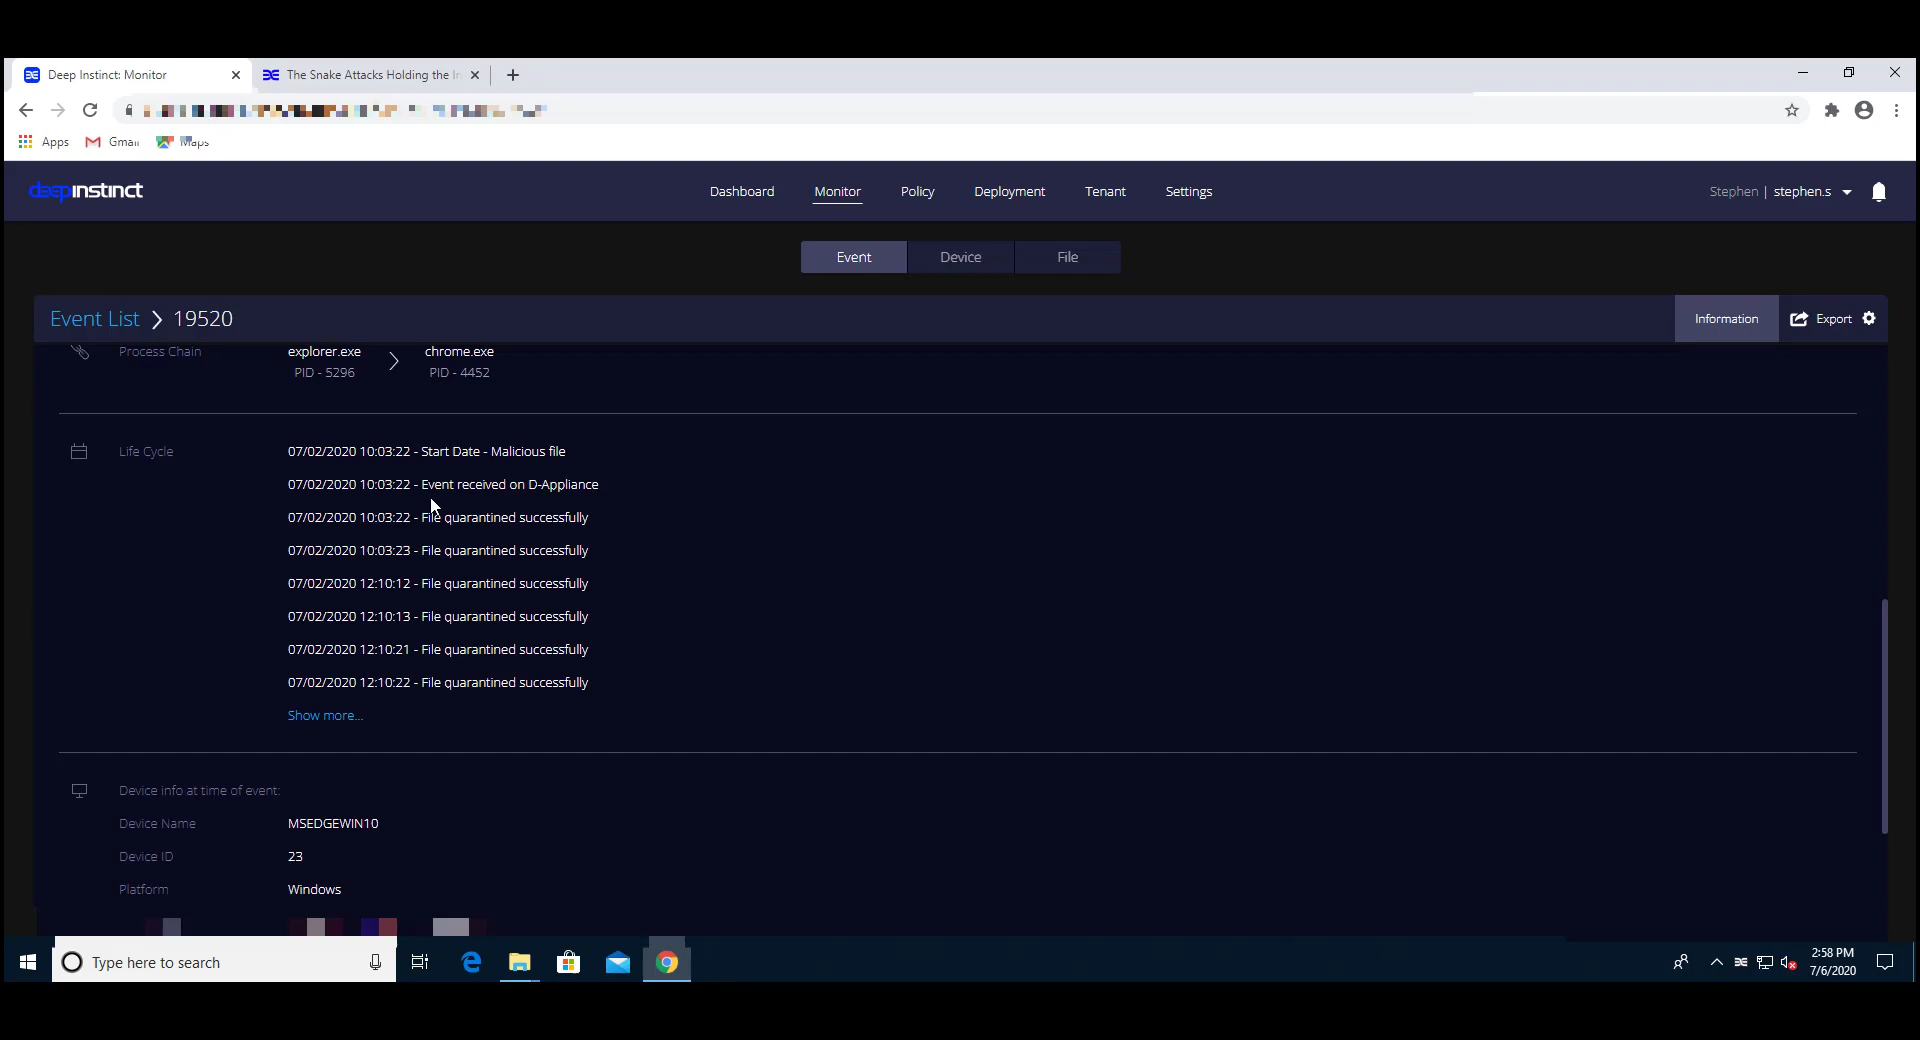 Deep Instinct: Monitor
The Snake Attacks Holding the In
Apps Gmail Maps
deepinstinct
Dashboard Monitor Policy Deployment Tenant Settings
Stephen | stephen.s
Event Device File
Event List > 19520
Information Export
Process Chain explorer.exe > chrome.exe
PID - 5296 PID - 4452
Life Cycle 07/02/2020 10:03:22 - Start Date - Malicious file
07/02/2020 10:03:22 - Event received on D-Appliance
07/02/2020 10:03:22 - File quarantined successfully
07/02/2020 10:03:23 - File quarantined successfully
07/02/2020 12:10:12 - File quarantined successfully
07/02/2020 12:10:13 - File quarantined successfully
07/02/2020 12:10:21 - File quarantined successfully
07/02/2020 12:10:22 - File quarantined successfully
Show more...
Device info at time of event:
Device Name MSEDGEWIN10
Device ID 23
Platform Windows
Type here to search
2:58 PM
7/6/2020